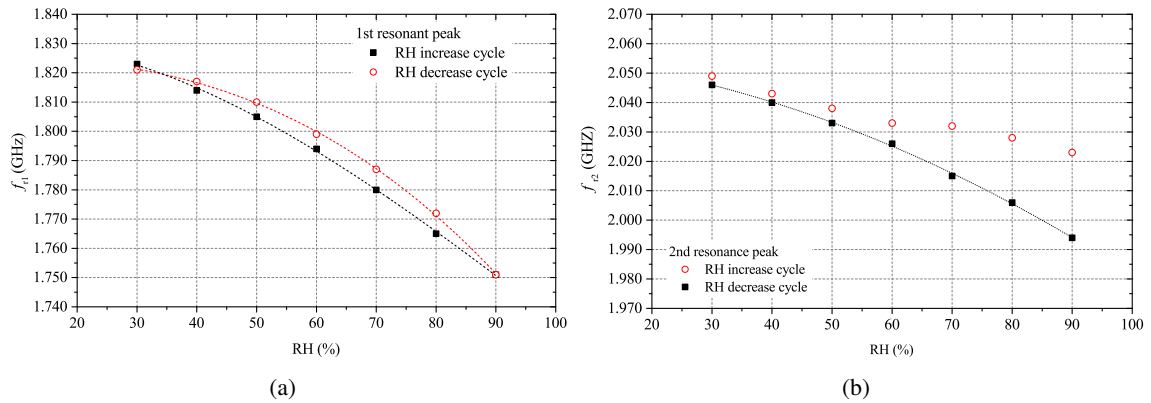 1.840
1.830
1.820
1.810
1.800
1.790
1.780
1.770
1.760
1.750
1.740
f r1 (GHz)
1st resonant peak
RH increase cycle
RH decrease cycle
20 30 40 50 60 70 80 90 100
RH (%)
(a)
2.070
2.060
2.050
2.040
2.030
2.020
2.010
2.000
1.990
1.980
1.970
f r2 (GHZ)
2nd resonance peak
RH increase cycle
RH decrease cycle
20 30 40 50 60 70 80 90 100
RH (%)
(b)